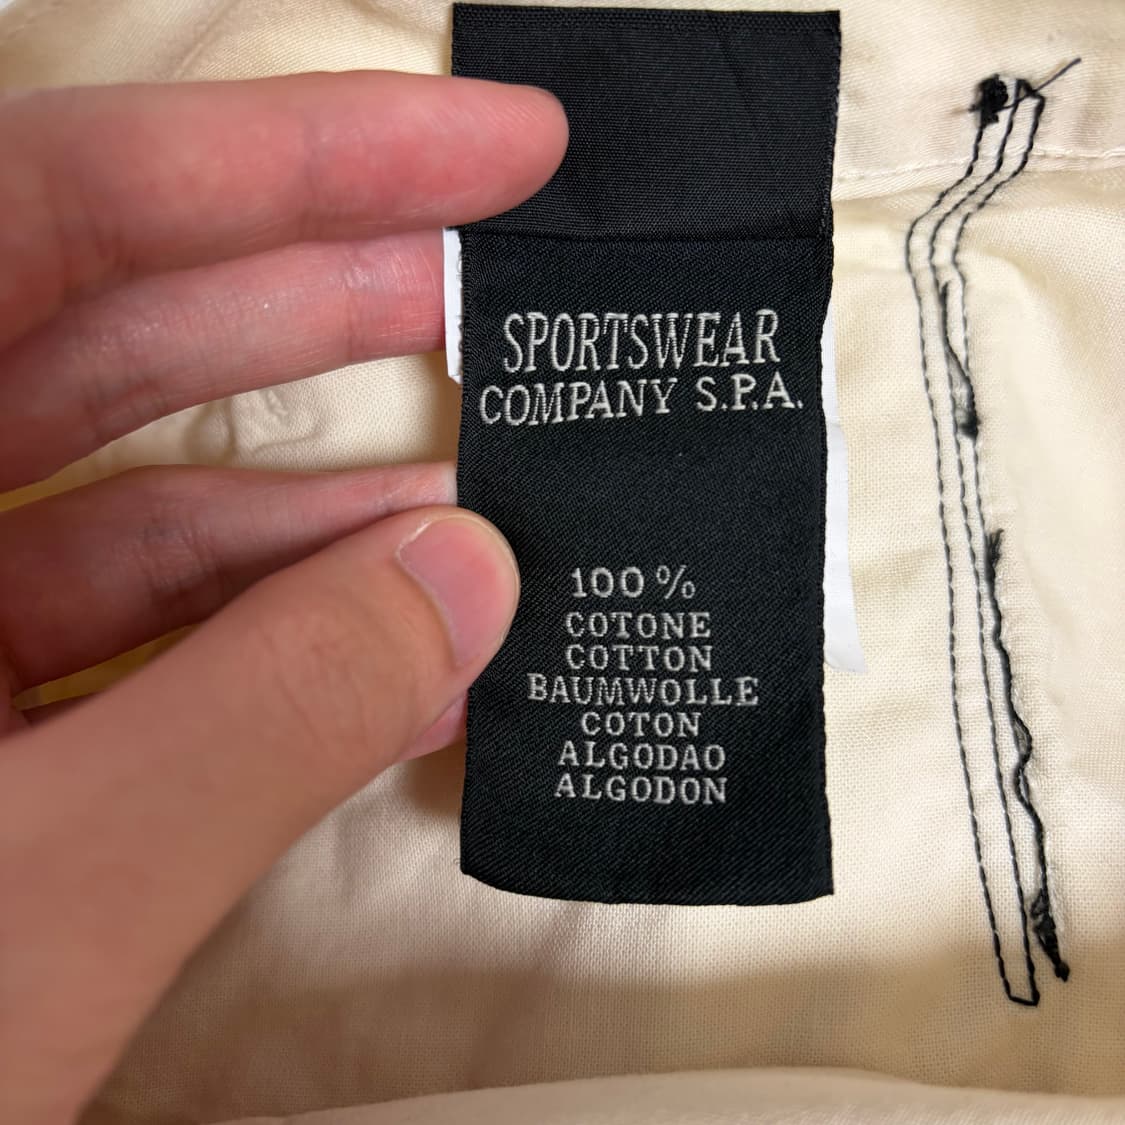 SPORTSWEAR
COMPANY S.P.A.
100 %
COTONE
COTTON
BAUMWOLLE
COTON
ALGODAO
ALGODON